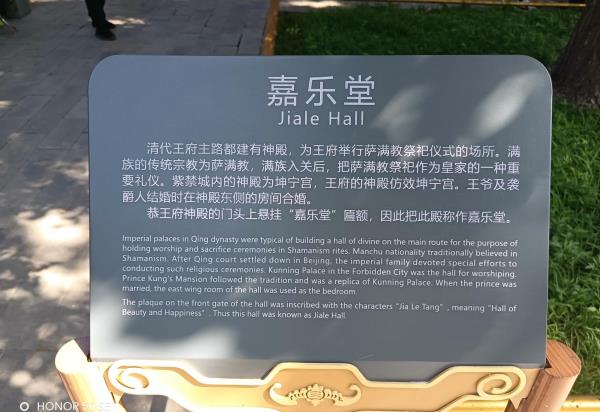 嘉乐堂
Jiale Hall
清代王府主路都建有神殿，为王府举行萨满教祭祀仪式的场所。满
族的传统宗教为萨满教，满族入关后，把萨满教祭祀作为皇家的一种重
要礼仪。紫禁城内的神殿为坤宁宫，王府的神殿仿效坤宁宫。王爷及袭
爵人结婚时在神殿东侧的房间合婚。
恭王府神殿的门头上悬挂“嘉乐堂”匾额，因此把此殿称作嘉乐堂。
Imperial palaces in Qing dynasty were typical of building a hall of divine on the main route for the purpose of
holding worship and sacrifice ceremonies in Shamanism rites. Manchu nationality traditionally believed in
Shamanism. After Qing court settled down in Beijing, the imperial family devoted special efforts to
conducting such religious ceremonies. Kunning Palace in the Forbidden City was the hall for worshiping.
Prince Kung's Mansion followed the tradition and was a replica of Kunning Palace. When the prince was
married, the east wing room of the hall was used as the bedroom.
The plaque on the front gate of the hall was inscribed with the characters “Jia Le Tang”, meaning “Hall of
Beauty and Happiness”. Thus this hall was known as Jiale Hall.
HONOR